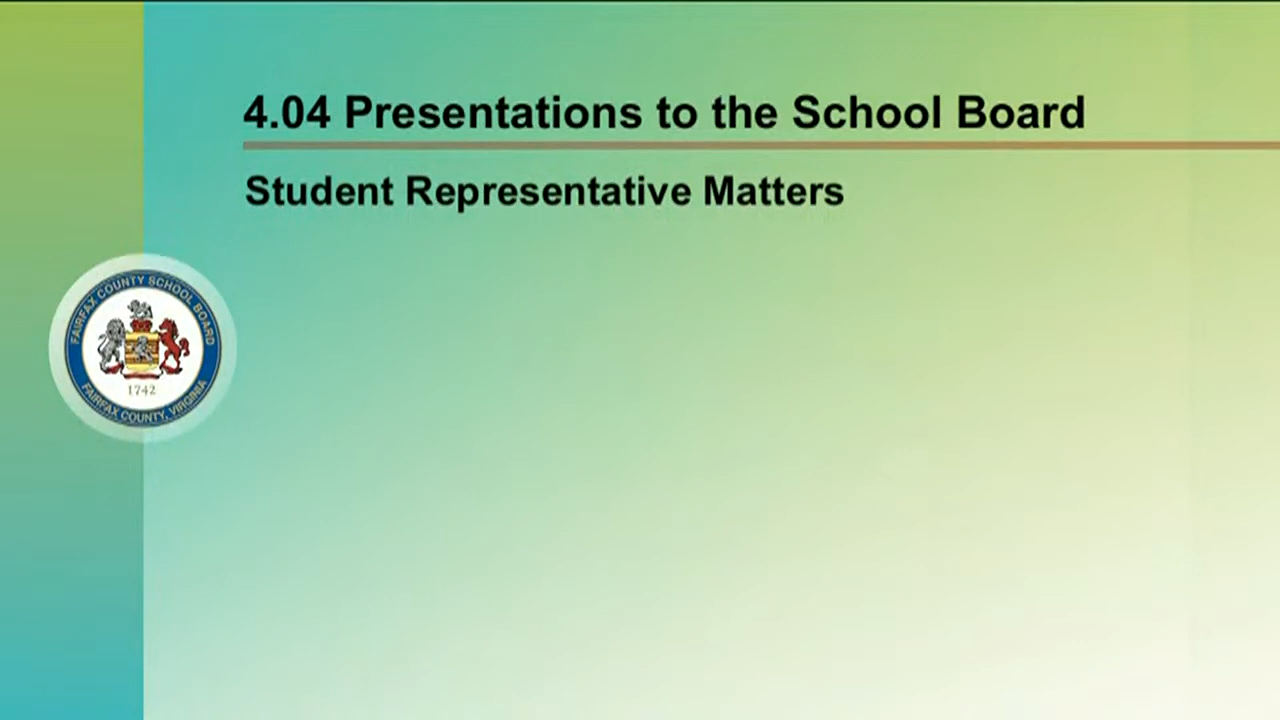 4.04 Presentations to the School Board
Student Representative Matters
FAIRFAX COUNTY SCHOOL BOARD
1742
FAIRFAX COUNTY, VIRGINIA